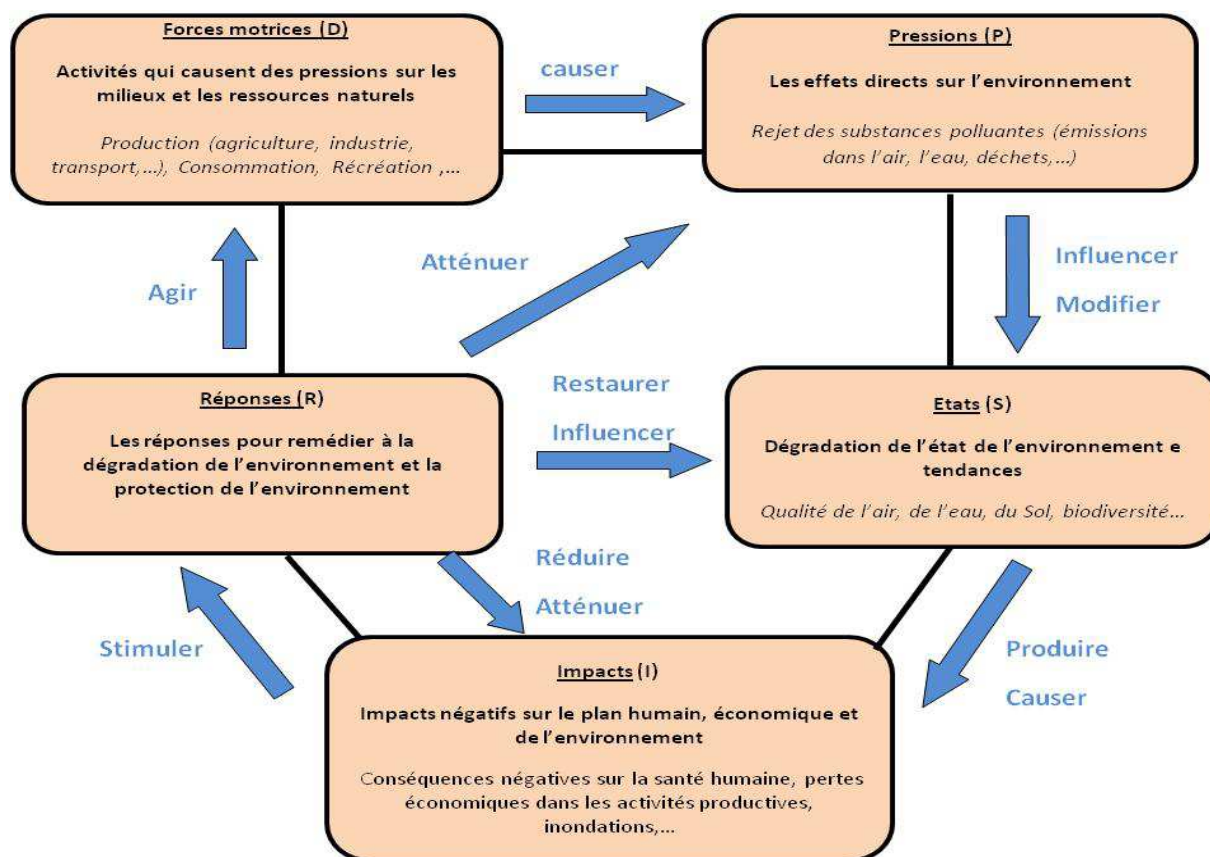 Forces motrices (D)
Activités qui causent des pressions sur les
milieux et les ressources naturels
Production (agriculture, industrie,
transport,...), Consommation, Récréation ,...
causer
Pressions (P)
Les effets directs sur l'environnement
Rejet des substances polluantes (émissions
dans l'air, l'eau, déchets,...)
Agir
Atténuer
Influencer
Modifier
Réponses (R)
Les réponses pour remédier à la
dégradation de l'environnement et la
protection de l'environnement
Restaurer
Influencer
Etats (S)
Dégradation de l'état de l'environnement e
tendances
Qualité de l'air, de l'eau, du Sol, biodiversité...
Stimuler
Réduire
Atténuer
Produire
Causer
Impacts (I)
Impacts négatifs sur le plan humain, économique et
de l'environnement
Conséquences négatives sur la santé humaine, pertes
économiques dans les activités productives,
inondations,...